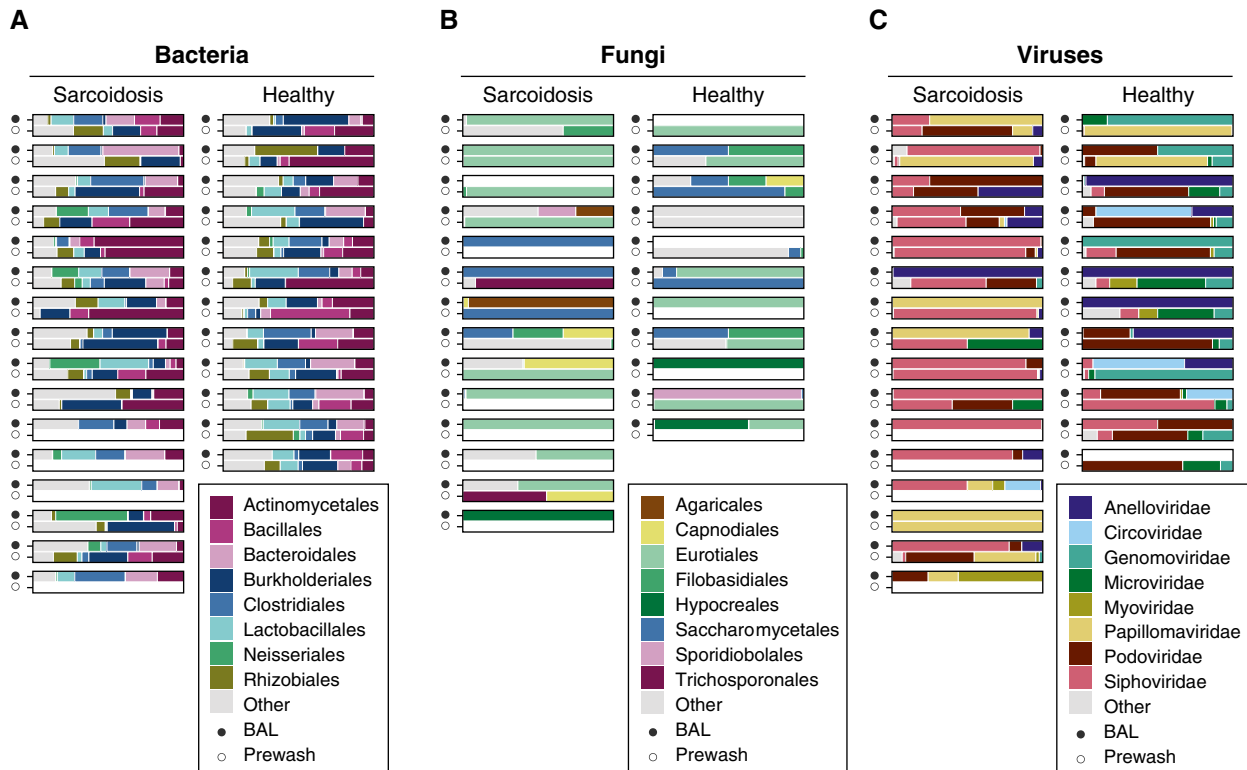 A
Bacteria
Sarcoidosis
Healthy
Actinomycetales
Bacillales
Bacteroidales
Burkholderiales
Clostridiales
Lactobacillales
Neisseriales
Rhizobiales
Other
BAL
Prewash
B
Fungi
Sarcoidosis
Healthy
Agaricales
Capnodiales
Eurotiales
Filobasidiales
Hypocreales
Saccharomycetales
Sporidiobolales
Trichosporonales
Other
BAL
Prewash
C
Viruses
Sarcoidosis
Healthy
Anelloviridae
Circoviridae
Genomoviridae
Microviridae
Myoviridae
Papillomaviridae
Podoviridae
Siphoviridae
Other
BAL
Prewash